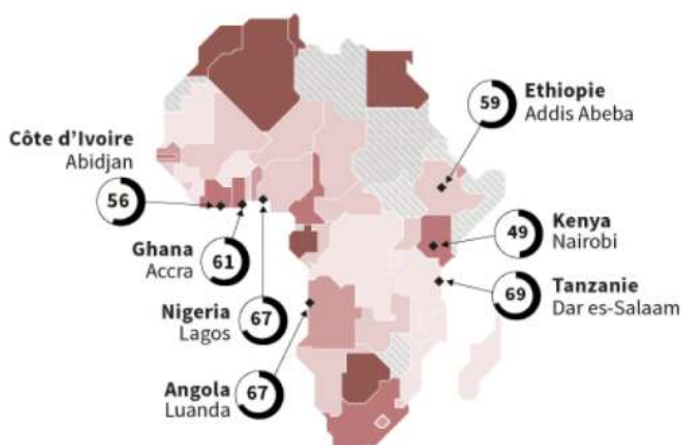 Côte d’Ivoire
Abidjan
56
Ghana
Accra
61
Nigeria
Lagos
67
Angola
Luanda
67
59
Ethiopie
Addis Abeba
49
Kenya
Nairobi
69
Tanzanie
Dar es-Salaam